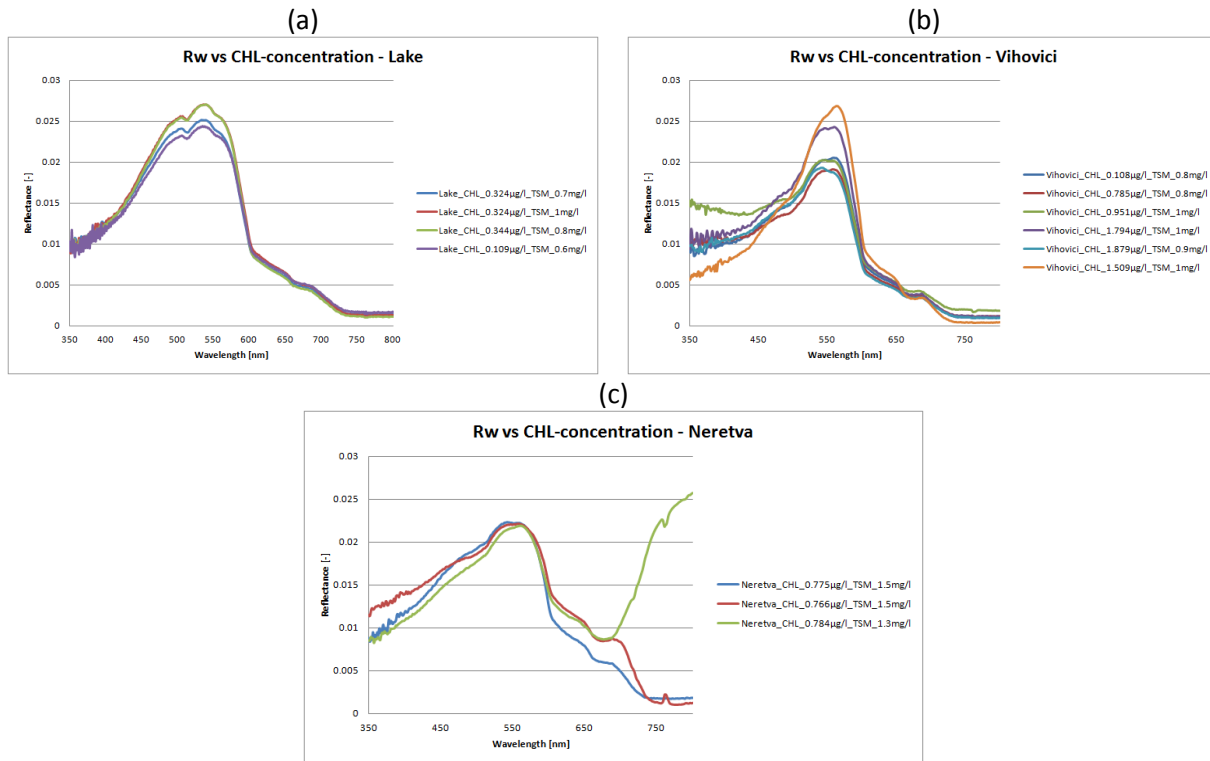 (a)
Rw vs CHL-concentration - Lake
0.03
0.025
0.02
0.015
0.01
0.005
0
Reflectance [-]
350 400 450 500 550 600 650 700 750 800
Wavelength [nm]
Lake_CHL_0.324µg/l_TSM_0.7mg/l
Lake_CHL_0.324µg/l_TSM_1mg/l
Lake_CHL_0.344µg/l_TSM_0.8mg/l
Lake_CHL_0.109µg/l_TSM_0.6mg/l
(b)
Rw vs CHL-concentration - Vihovici
0.03
0.025
0.02
0.015
0.01
0.005
0
Reflectance [-]
350 450 550 650 750
Wavelength [nm]
Vihovici_CHL_0.108µg/l_TSM_0.8mg/l
Vihovici_CHL_0.785µg/l_TSM_0.8mg/l
Vihovici_CHL_0.951µg/l_TSM_1mg/l
Vihovici_CHL_1.794µg/l_TSM_1mg/l
Vihovici_CHL_1.879µg/l_TSM_0.9mg/l
Vihovici_CHL_1.509µg/l_TSM_1mg/l
(c)
Rw vs CHL-concentration - Neretva
0.03
0.025
0.02
0.015
0.01
0.005
0
Reflectance [-]
350 450 550 650 750
Wavelength [nm]
Neretva_CHL_0.775µg/l_TSM_1.5mg/l
Neretva_CHL_0.766µg/l_TSM_1.5mg/l
Neretva_CHL_0.784µg/l_TSM_1.3mg/l